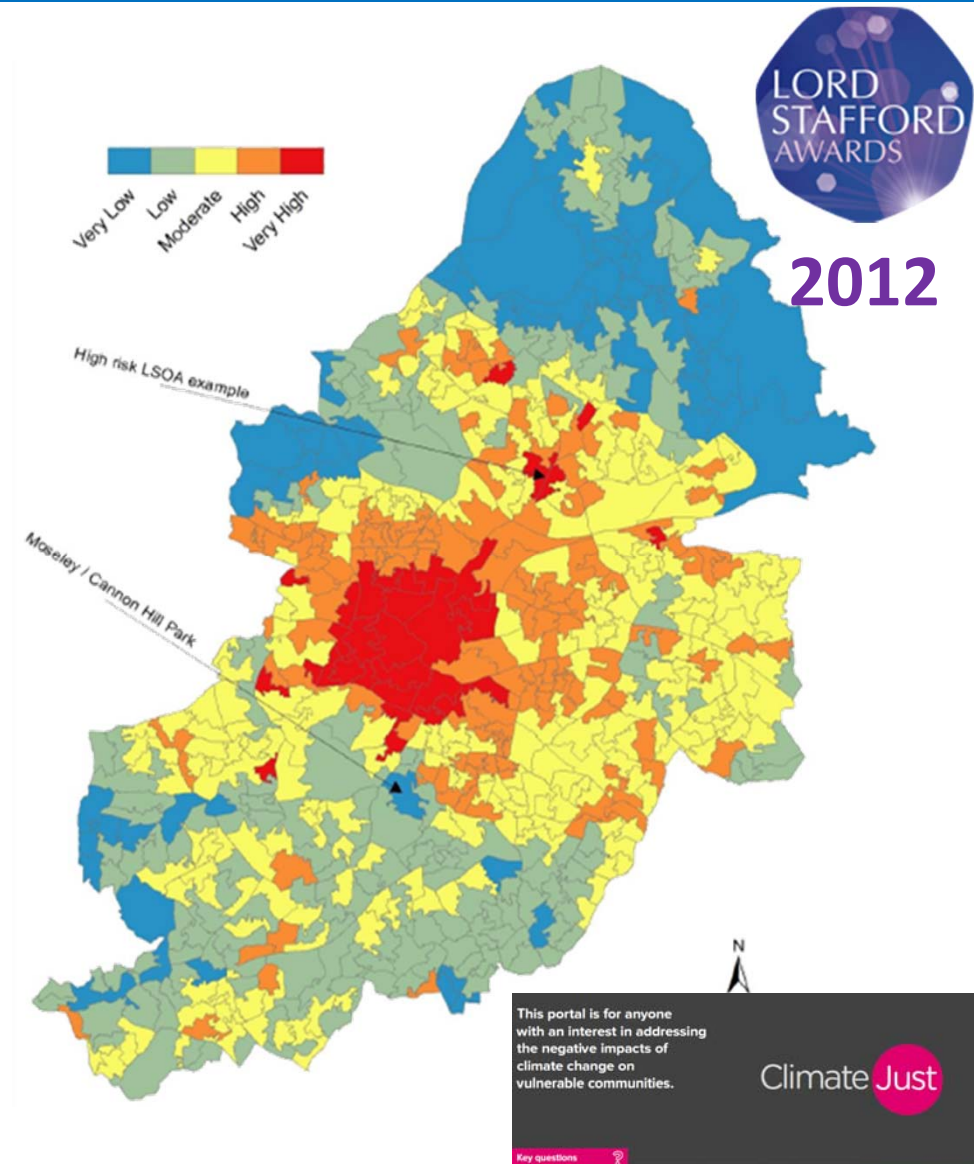 LORD
STAFFORD
AWARDS
2012
Very Low
Low
Moderate
High
Very High
High risk LSOA example
Moseley / Cannon Hill Park
N
This portal is for anyone
with an interest in addressing
the negative impacts of
climate change on
vulnerable communities.
Climate Just
Key questions